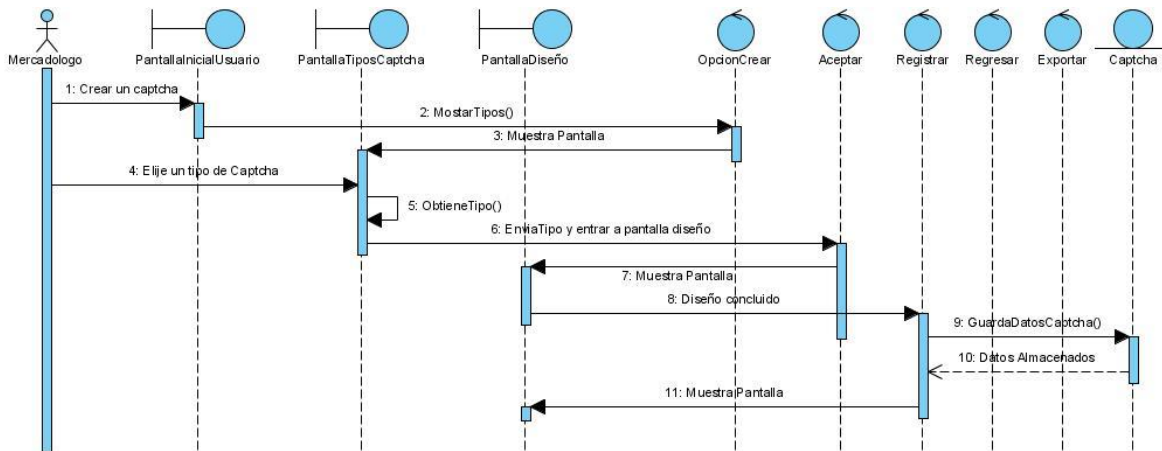 Mercadologo
PantallaInicialUsuario
PantallaTiposCaptcha
PantallaDiseño
OpcionCrear
Aceptar
Registrar
Regresar
Exportar
Captcha
1: Crear un captcha
2: MostarTipos()
3: Muestra Pantalla
4: Elije un tipo de Captcha
5: ObtieneTipo()
6: EnviaTipo y entrar a pantalla diseño
7: Muestra Pantalla
8: Diseño concluido
9: GuardaDatosCaptcha()
10: Datos Almacenados
11: Muestra Pantalla